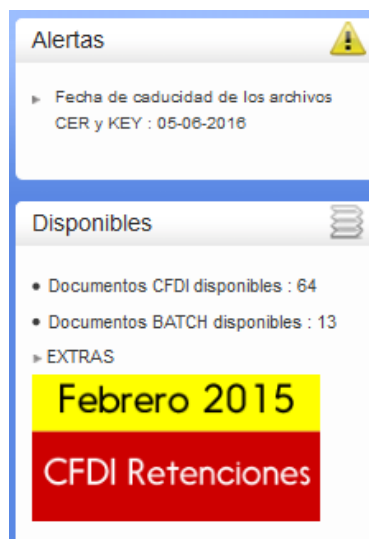 Alertas
Fecha de caducidad de los archivos
CER y KEY : 05-06-2016
Disponibles
Documentos CFDI disponibles : 64
Documentos BATCH disponibles : 13
EXTRAS
Febrero 2015
CFDI Retenciones